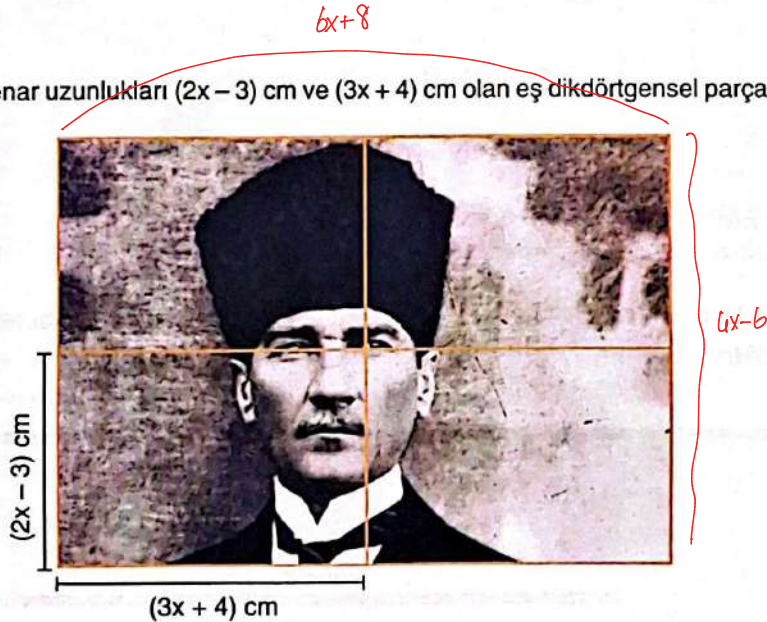 6x+8
enar uzunlukları (2x – 3) cm ve (3x + 4) cm olan eş dikdörtgensel parça
4x-6
(2x – 3) cm
(3x + 4) cm